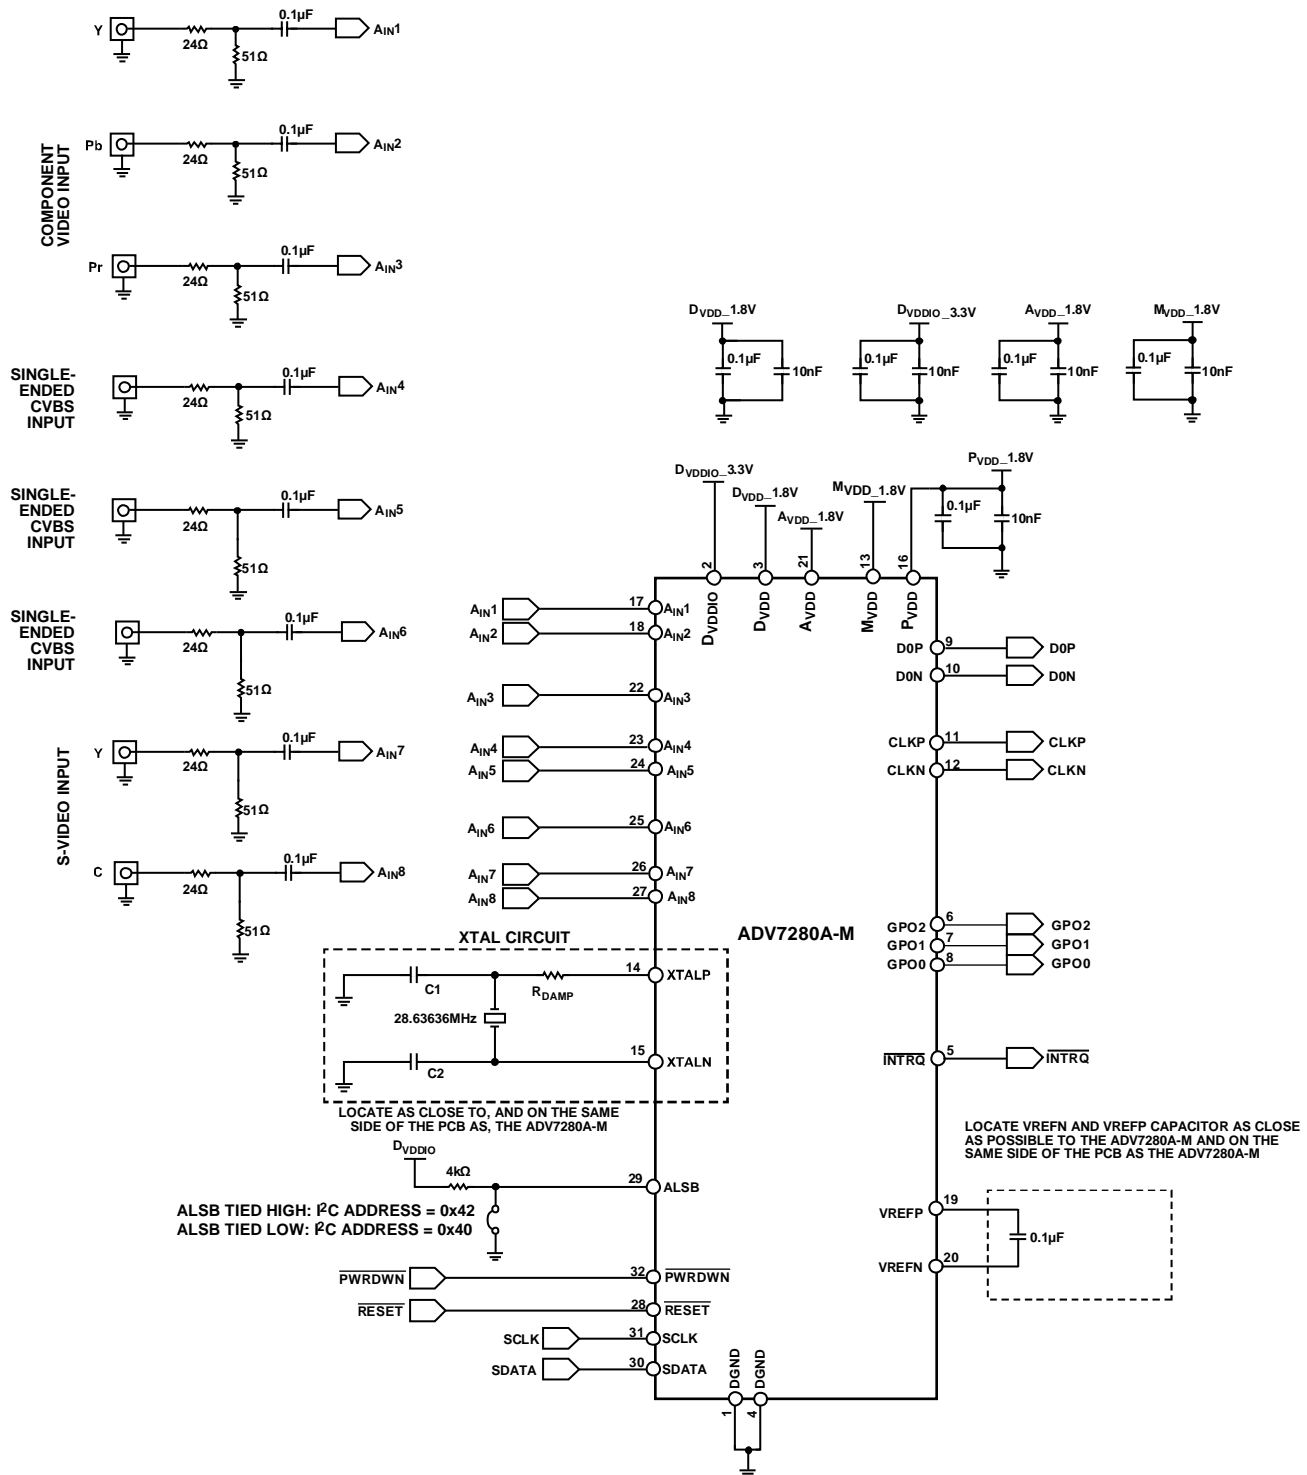 COMPONENT
VIDEO INPUT
Y
24Ω
51Ω
0.1µF
AIN1
Pb
24Ω
51Ω
0.1µF
AIN2
Pr
24Ω
51Ω
0.1µF
AIN3
SINGLE-
ENDED
CVBS
INPUT
24Ω
51Ω
0.1µF
AIN4
SINGLE-
ENDED
CVBS
INPUT
24Ω
51Ω
0.1µF
AIN5
SINGLE-
ENDED
CVBS
INPUT
24Ω
51Ω
0.1µF
AIN6
S-VIDEO INPUT
Y
24Ω
51Ω
0.1µF
AIN7
C
24Ω
51Ω
0.1µF
AIN8
DVDD_1.8V
0.1µF
10nF
DVDDIO_3.3V
0.1µF
10nF
AVDD_1.8V
0.1µF
10nF
MVDD_1.8V
0.1µF
10nF
PVDD_1.8V
0.1µF
10nF
DVDDIO_3.3V
DVDD_1.8V
AVDD_1.8V
MVDD_1.8V
2
3
21
13
16
DVDDIO
DVDD
AVDD
MVDD
PVDD
AIN1 17 AIN1
AIN2 18 AIN2
AIN3 22 AIN3
AIN4 23 AIN4
AIN5 24 AIN5
AIN6 25 AIN6
AIN7 26 AIN7
AIN8 27 AIN8
D0P 9 D0P
D0N 10 D0N
CLKP 11 CLKP
CLKN 12 CLKN
ADV7280A-M
GPO2 6 GPO2
GPO1 7 GPO1
GPO0 8 GPO0
INTRQ 5 INTRQ
XTAL CIRCUIT
C1
RDAMP
14 XTALP
28.63636MHz
C2
15 XTALN
LOCATE AS CLOSE TO, AND ON THE SAME
SIDE OF THE PCB AS, THE ADV7280A-M
DVDDIO
4kΩ
29 ALSB
ALSB TIED HIGH: I2C ADDRESS = 0x42
ALSB TIED LOW: I2C ADDRESS = 0x40
PWRDWN 32 PWRDWN
RESET 28 RESET
SCLK 31 SCLK
SDATA 30 SDATA
LOCATE VREFN AND VREFP CAPACITOR AS CLOSE
AS POSSIBLE TO THE ADV7280A-M AND ON THE
SAME SIDE OF THE PCB AS THE ADV7280A-M
VREFP 19
0.1µF
VREFN 20
DGND
DGND
1
4